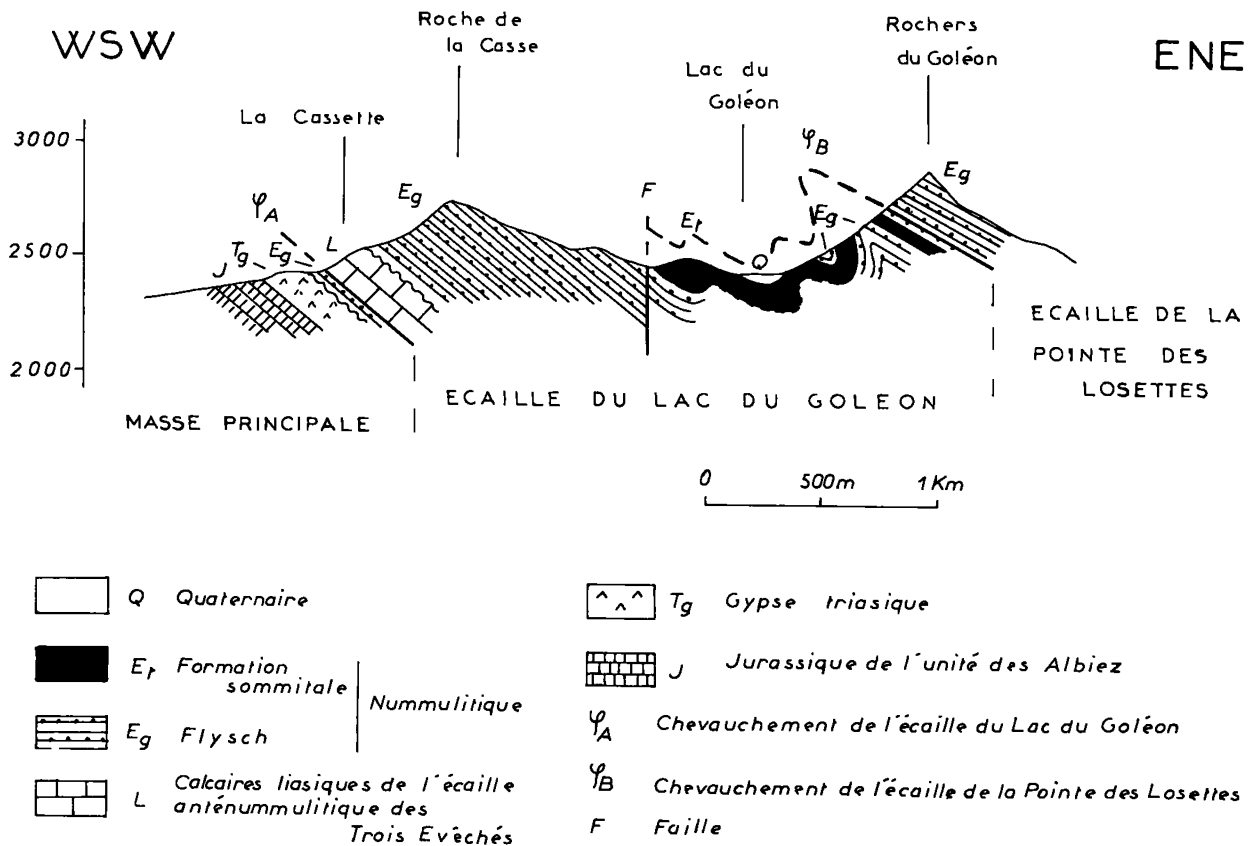 WSW
ENE
Roche de
la Casse
Rochers
du Goléon
Lac du
Goléon
La Cassette
3000
2500
2000
φA
J
Tg
Eg
L
Eg
F
Er
Q
Eg
φB
Eg
MASSE PRINCIPALE
ECAILLE DU LAC DU GOLEON
ECAILLE DE LA
POINTE DES
LOSETTES
0 500m 1Km
Q Quaternaire
Er Formation
sommitale
Nummulitique
Eg Flysch
L Calcaires liasiques de l'écaille
anténummulitique des
Trois Evêchés
Tg Gypse triasique
J Jurassique de l'unité des Albiez
φA Chevauchement de l'écaille du Lac du Goléon
φB Chevauchement de l'écaille de la Pointe des Losettes
F Faille